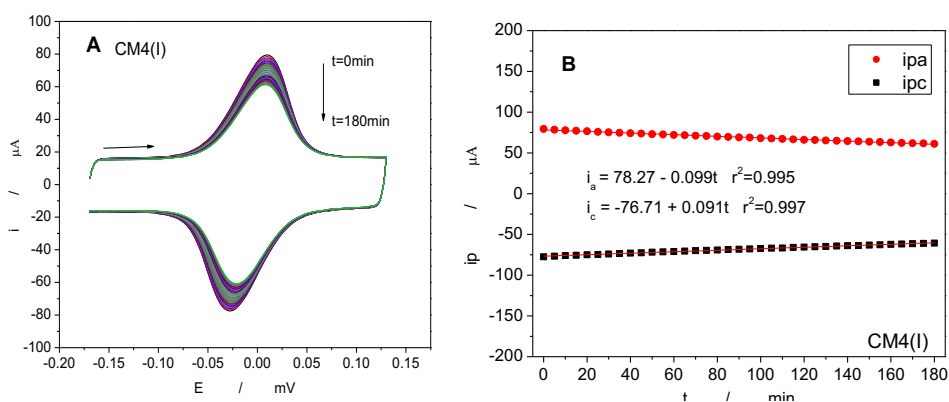 A CM4(I)
t=0min
t=180min
100
80
60
40
20
0
-20
-40
-60
-80
-100
i / μA
-0.20 -0.15 -0.10 -0.05 0.00 0.05 0.10 0.15
E / mV
B
ipa
ipc
i_a = 78.27 - 0.099t r²=0.995
i_c = -76.71 + 0.091t r²=0.997
CM4(I)
200
150
100
50
0
-50
-100
-150
-200
ip / μA
0 20 40 60 80 100 120 140 160 180
t / min